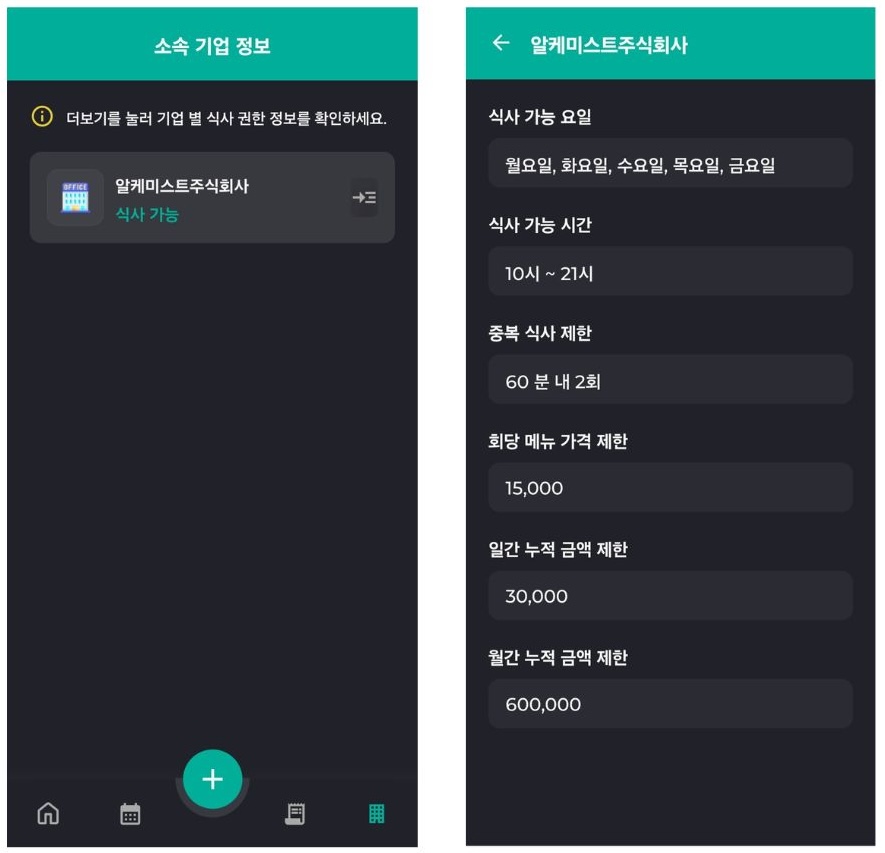 소속 기업 정보
더보기를 눌러 기업 별 식사 권한 정보를 확인하세요.
OFFICE
알케미스트주식회사
식사 가능
알케미스트주식회사
식사 가능 요일
월요일, 화요일, 수요일, 목요일, 금요일
식사 가능 시간
10시 ~ 21시
중복 식사 제한
60 분 내 2회
회당 메뉴 가격 제한
15,000
일간 누적 금액 제한
30,000
월간 누적 금액 제한
600,000